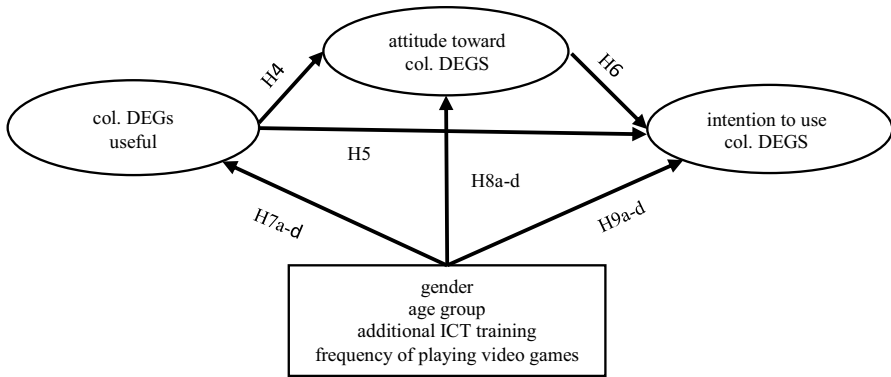 attitude toward
col. DEGS
H4
H6
col. DEGs
useful
intention to use
col. DEGS
H5
H8a-d
H7a-d
H9a-d
gender
age group
additional ICT training
frequency of playing video games